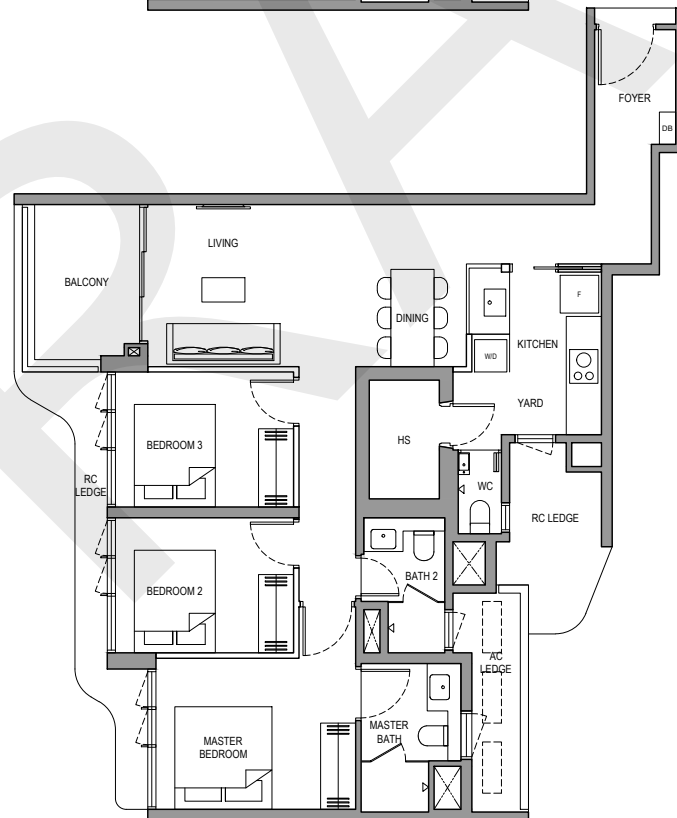 FOYER
DB
LIVING
BALCONY
F
DINING
KITCHEN
W/D
YARD
BEDROOM 3
HS
RC
LEDGE
WC
RC LEDGE
BATH 2
BEDROOM 2
AC
LEDGE
MASTER
BATH
MASTER
BEDROOM